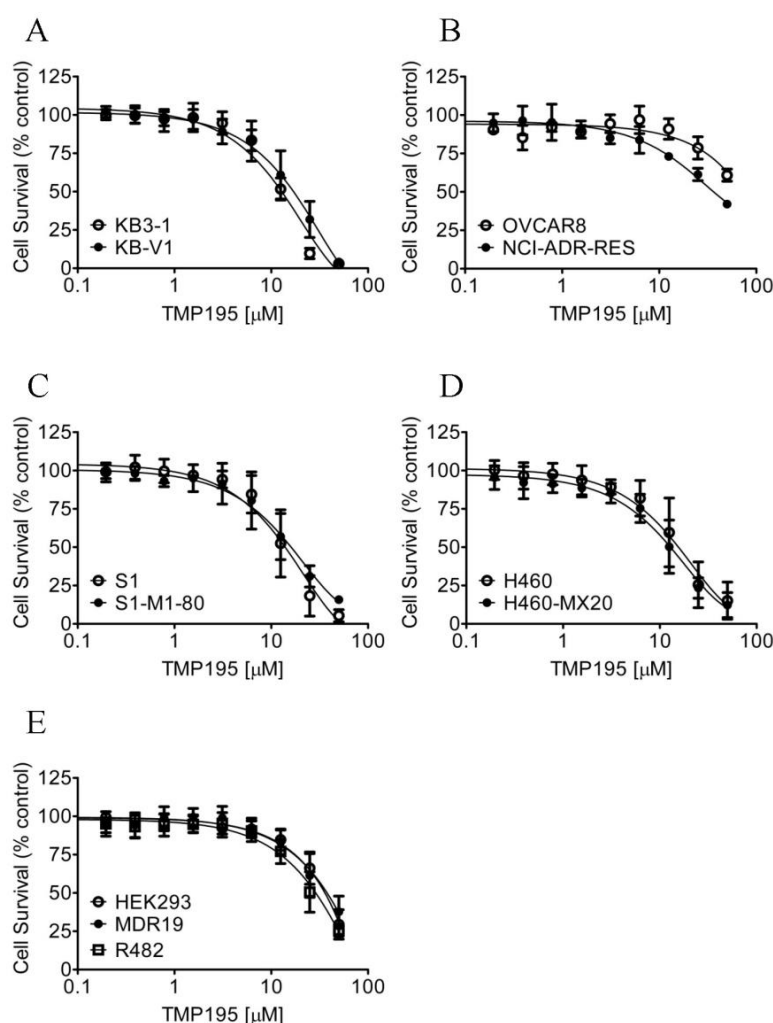 A
Cell Survival (% control)
125
100
75
50
25
0
KB3-1
KB-V1
0.1 1 10 100
TMP195 [μM]
B
Cell Survival (% control)
125
100
75
50
25
0
OVCAR8
NCI-ADR-RES
0.1 1 10 100
TMP195 [μM]
C
Cell Survival (% control)
125
100
75
50
25
0
S1
S1-M1-80
0.1 1 10 100
TMP195 [μM]
D
Cell Survival (% control)
125
100
75
50
25
0
H460
H460-MX20
0.1 1 10 100
TMP195 [μM]
E
Cell Survival (% control)
125
100
75
50
25
0
HEK293
MDR19
R482
0.1 1 10 100
TMP195 [μM]